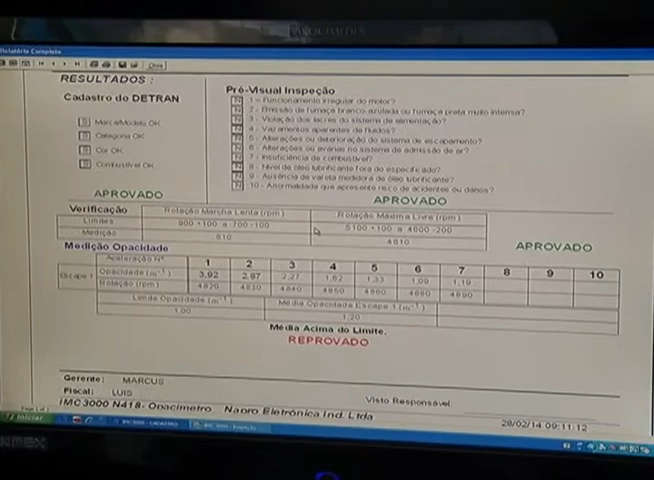 Relatório Completo
Close
RESULTADOS :
Cadastro do DETRAN
Marca/Modelo OK
Categoria OK
Cor OK
Combustível OK
APROVADO
Pré-Visual Inspeção
N 1 - Funcionamento irregular do motor?
N 2 - Emissão de fumaça branco-azulada ou fumaça preta muito intensa?
N 3 - Violação dos lacres do sistema de alimentação?
N 4 - Vazamentos aparentes de fluidos?
N 5 - Alterações ou deterioração do sistema de escapamento?
N 6 - Alterações ou avarias no sistema de admissão de ar?
N 7 - Insuficiência de combustível?
N 8 - Nível de óleo lubrificante fora do especificado?
N 9 - Ausência de vareta medidora de óleo lubrificante?
N 10 - Anormalidade que apresente risco de acidentes ou danos?
APROVADO
Verificação Rotação Marcha Lenta (rpm) Rotação Máxima Livre (rpm)
Limites 900 +100 a 700 -100 5100 +100 a 4600 -200
Medição 810 4810
APROVADO
Medição Opacidade
Aceleração Nº 1 2 3 4 5 6 7 8 9 10
Escape 1 Opacidade (m⁻¹) 3,92 2,87 2,27 1,62 1,33 1,09 1,19
Rotação (rpm) 4820 4830 4840 4850 4860 4890 4890
Limite Opacidade (m⁻¹) Média Opacidade Escape 1 (m⁻¹)
1,00 1,20
Média Acima do Limite.
REPROVADO
Gerente: MARCUS
Fiscal: LUIS
Visto Responsável:
IMC 3000 N418- Opacímetro Napro Eletrônica Ind. Ltda
28/02/14 09:11:12
Page 1 of 1
Iniciar